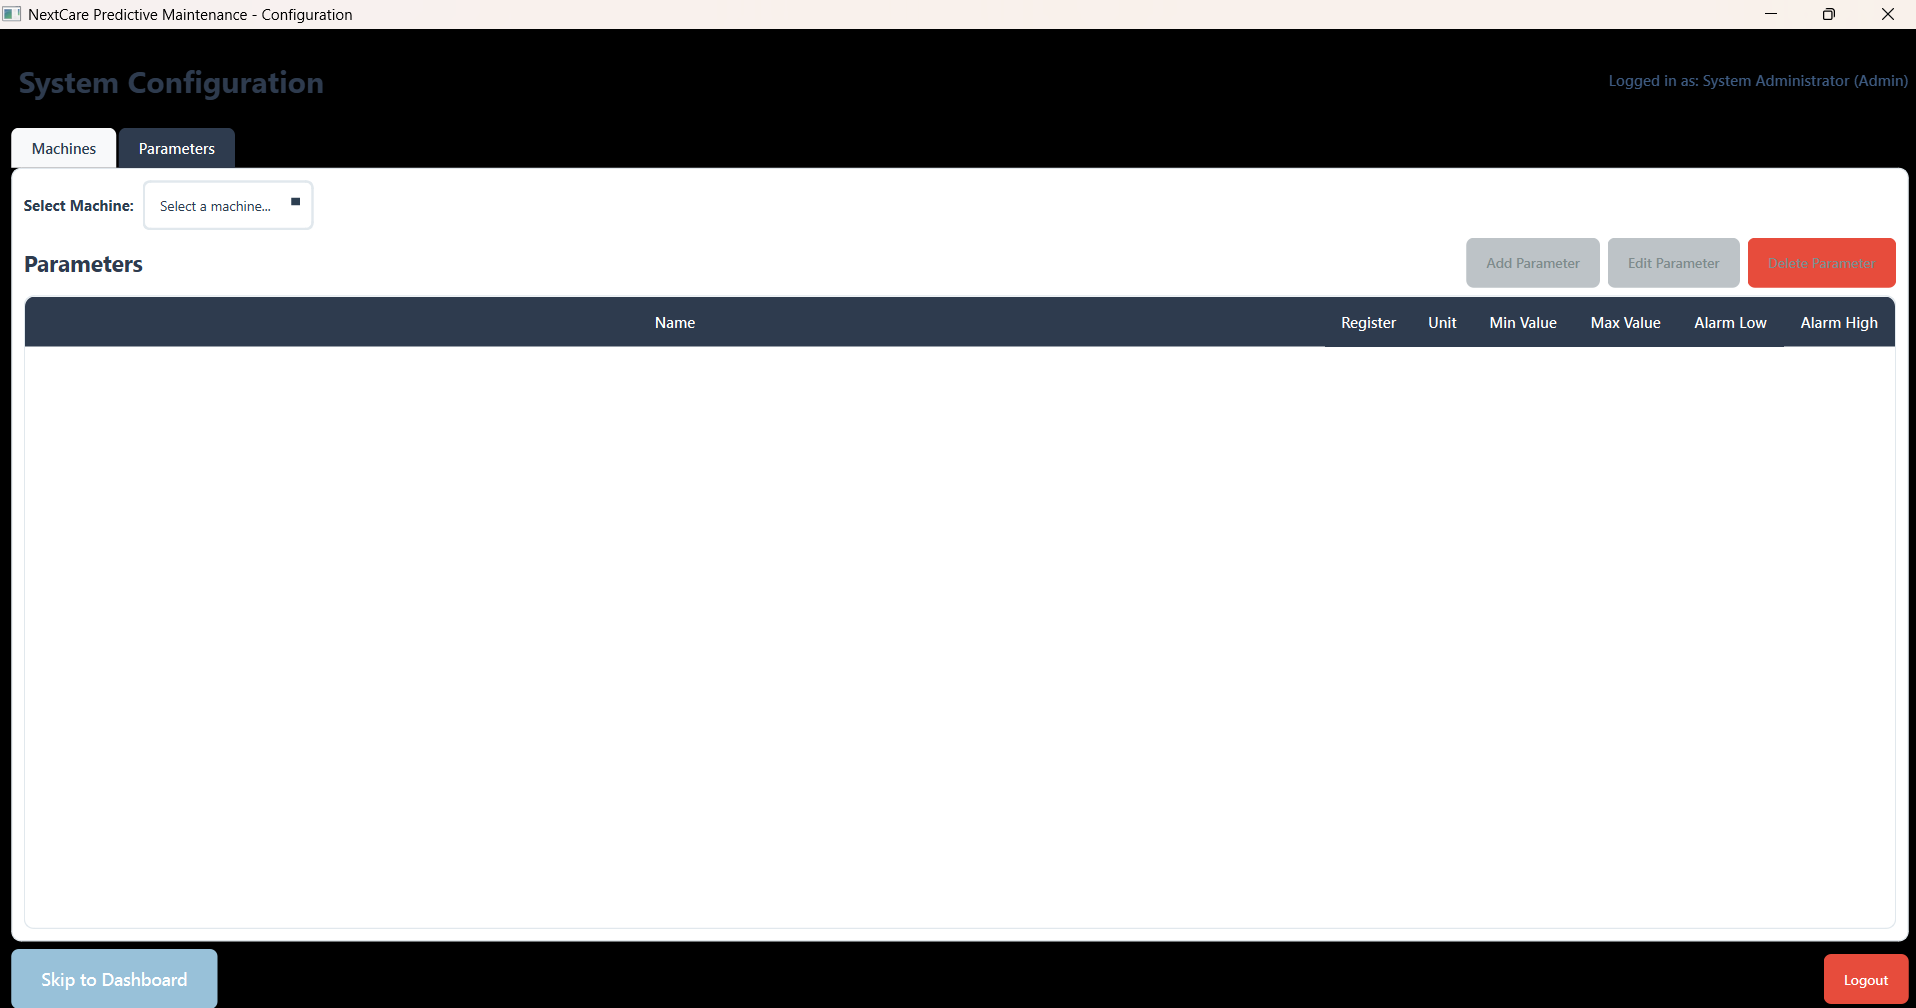 NextCare Predictive Maintenance - Configuration
System Configuration
Logged in as: System Administrator (Admin)
Machines
Parameters
Select Machine:
Select a machine...
Parameters
Add Parameter
Edit Parameter
Delete Parameter
Name
Register
Unit
Min Value
Max Value
Alarm Low
Alarm High
Skip to Dashboard
Logout